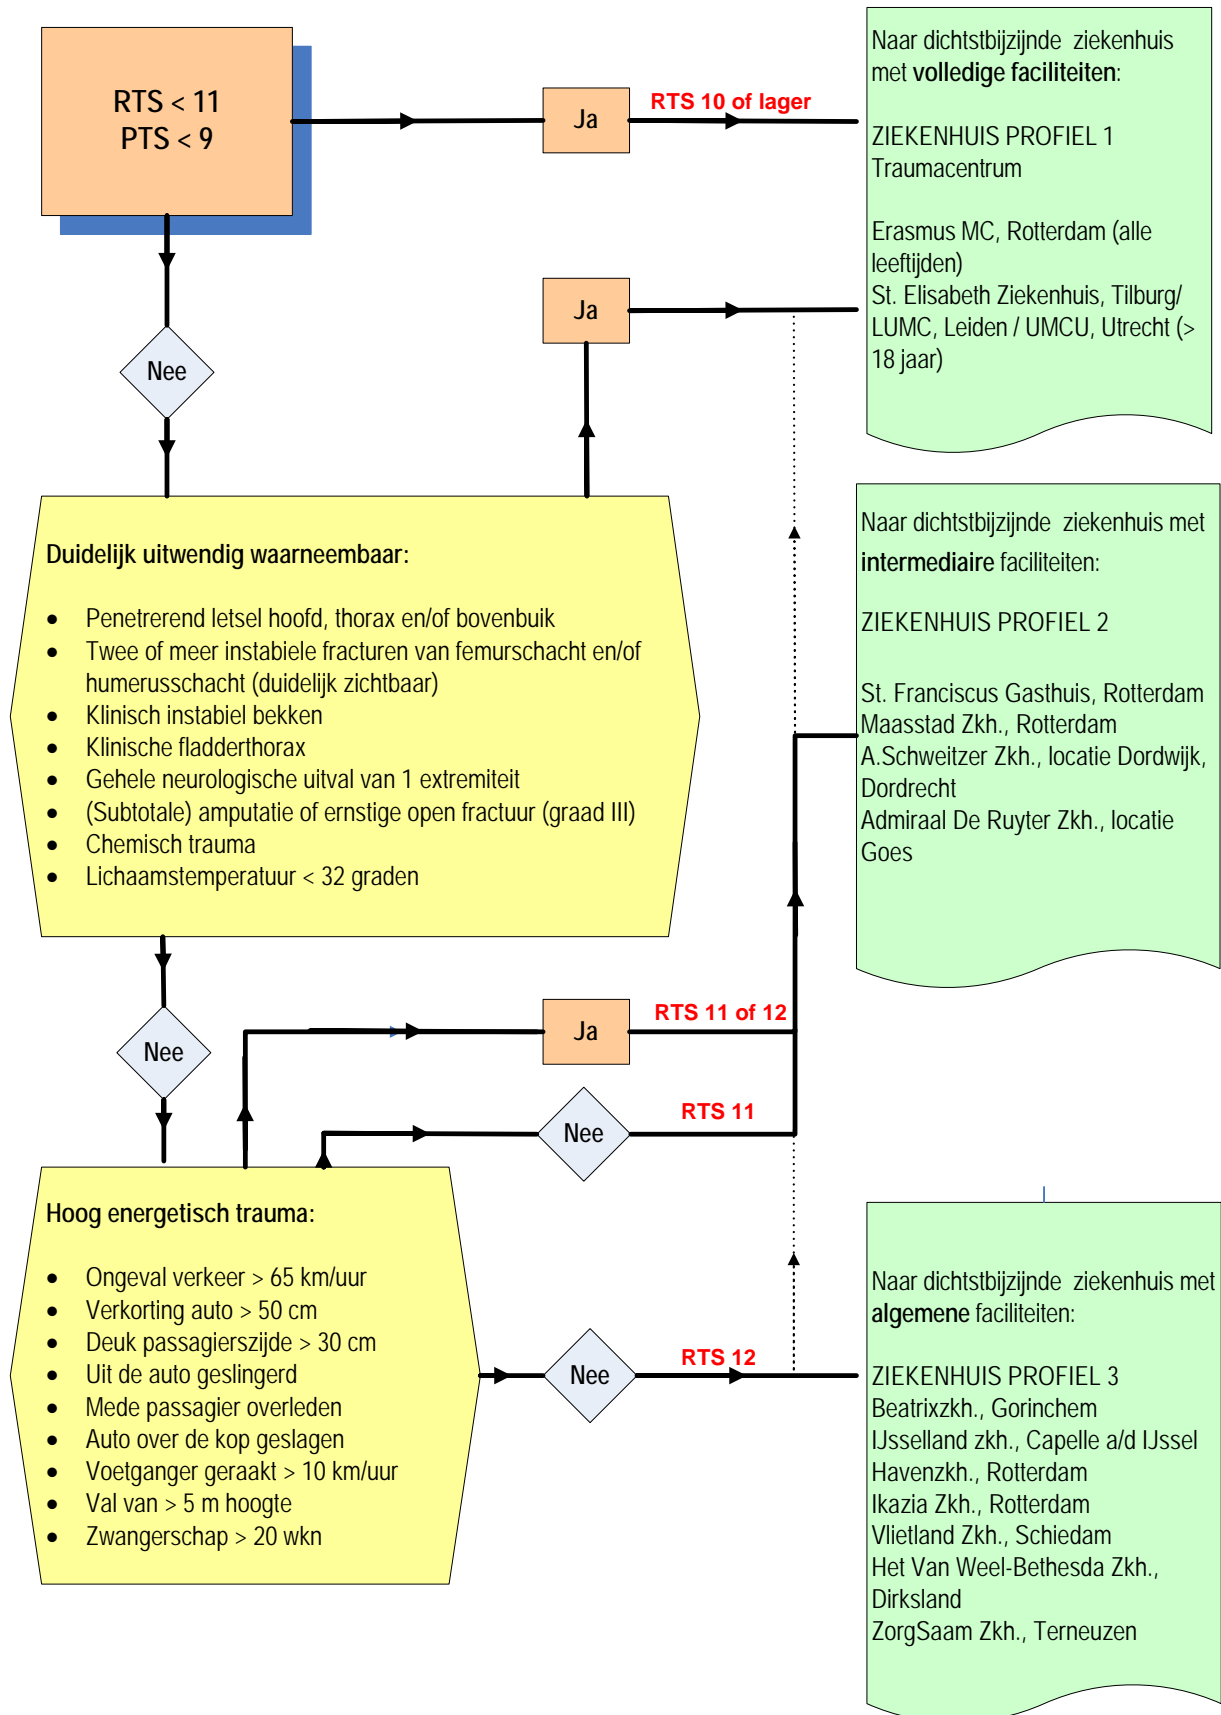 RTS < 11
PTS < 9
Ja
RTS 10 of lager
Naar dichtstbijzijnde ziekenhuis
met volledige faciliteiten:
ZIEKENHUIS PROFIEL 1
Traumacentrum
Erasmus MC, Rotterdam (alle
leeftijden)
St. Elisabeth Ziekenhuis, Tilburg/
LUMC, Leiden / UMCU, Utrecht (>
18 jaar)
Ja
Nee
Duidelijk uitwendig waarneembaar:
• Penetrerend letsel hoofd, thorax en/of bovenbuik
• Twee of meer instabiele fracturen van femurschacht en/of
humerusschacht (duidelijk zichtbaar)
• Klinisch instabiel bekken
• Klinische fladderthorax
• Gehele neurologische uitval van 1 extremiteit
• (Subtotale) amputatie of ernstige open fractuur (graad III)
• Chemisch trauma
• Lichaamstemperatuur < 32 graden
Naar dichtstbijzijnde ziekenhuis met
intermediaire faciliteiten:
ZIEKENHUIS PROFIEL 2
St. Franciscus Gasthuis, Rotterdam
Maasstad Zkh., Rotterdam
A.Schweitzer Zkh., locatie Dordwijk,
Dordrecht
Admiraal De Ruyter Zkh., locatie
Goes
Nee
Ja
RTS 11 of 12
Nee
RTS 11
Hoog energetisch trauma:
• Ongeval verkeer > 65 km/uur
• Verkorting auto > 50 cm
• Deuk passagierszijde > 30 cm
• Uit de auto geslingerd
• Mede passagier overleden
• Auto over de kop geslagen
• Voetganger geraakt > 10 km/uur
• Val van > 5 m hoogte
• Zwangerschap > 20 wkn
Nee
RTS 12
Naar dichtstbijzijnde ziekenhuis met
algemene faciliteiten:
ZIEKENHUIS PROFIEL 3
Beatrixzkh., Gorinchem
IJsselland zkh., Capelle a/d IJssel
Havenzkh., Rotterdam
Ikazia Zkh., Rotterdam
Vlietland Zkh., Schiedam
Het Van Weel-Bethesda Zkh.,
Dirksland
ZorgSaam Zkh., Terneuzen